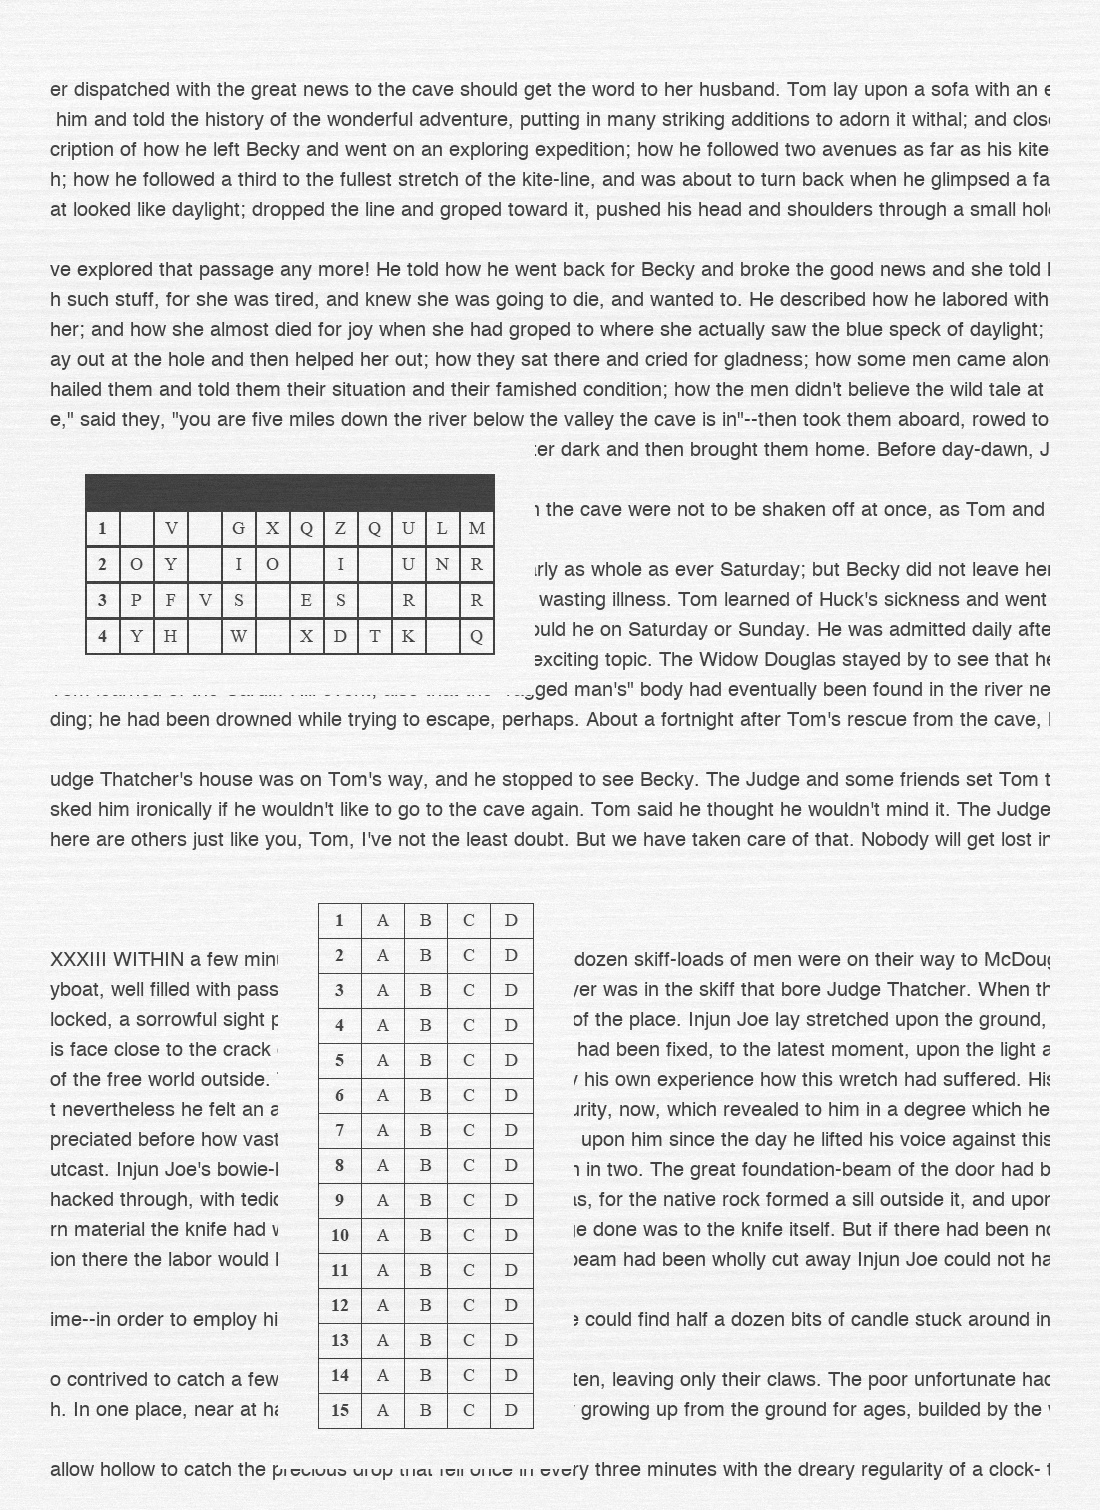 er dispatched with the great news to the cave should get the word to her husband. Tom lay upon a sofa with an
him and told the history of the wonderful adventure, putting in many striking additions to adorn it withal; and
cription of how he left Becky and went on an exploring expedition; how he followed two avenues as far as his kite
h; how he followed a third to the fullest stretch of the kite-line, and was about to turn back when he glimpsed a fa
at looked like daylight; dropped the line and groped toward it, pushed his head and shoulders through a small
ve explored that passage any more! He told how he went back for Becky and broke the good news and she told
h such stuff, for she was tired, and knew she was going to die, and wanted to. He described how he labored with
her; and how she almost died for joy when she had groped to where she actually saw the blue speck of daylight;
ay out at the hole and then helped her out; how they sat there and cried for gladness; how some men came
hailed them and told them their situation and their famished condition; how the men didn't believe the wild tale at
e," said they, "you are five miles down the river below the valley the cave is in"--then took them aboard, rowed to
er dark and then brought them home. Before day-dawn, J
1 V G X Q Z Q U L M
2 O Y I O I U N R
3 P F V S E S R R
4 Y H W X D T K Q
the cave were not to be shaken off at once, as Tom and
rly as whole as ever Saturday; but Becky did not leave her
wasting illness. Tom learned of Huck's sickness and went
ould he on Saturday or Sunday. He was admitted daily afte
exciting topic. The Widow Douglas stayed by to see that he
man's" body had eventually been found in the river ne
ding; he had been drowned while trying to escape, perhaps. About a fortnight after Tom's rescue from the cave,
udge Thatcher's house was on Tom's way, and he stopped to see Becky. The Judge and some friends set Tom t
sked him ironically if he wouldn't like to go to the cave again. Tom said he thought he wouldn't mind it. The Judge
here are others just like you, Tom, I've not the least doubt. But we have taken care of that. Nobody will get lost in
1 A B C D
2 A B C D
3 A B C D
4 A B C D
5 A B C D
6 A B C D
7 A B C D
8 A B C D
9 A B C D
10 A B C D
11 A B C D
12 A B C D
13 A B C D
14 A B C D
15 A B C D
XXXIII WITHIN a few minu dozen skiff-loads of men were on their way to McDoug
yboat, well filled with pass ver was in the skiff that bore Judge Thatcher. When th
locked, a sorrowful sight p of the place. Injun Joe lay stretched upon the ground,
is face close to the crack had been fixed, to the latest moment, upon the light a
of the free world outside. his own experience how this wretch had suffered. His
t nevertheless he felt an a urity, now, which revealed to him in a degree which he
preciated before how vast upon him since the day he lifted his voice against this
utcast. Injun Joe's bowie- in two. The great foundation-beam of the door had b
hacked through, with tedio as, for the native rock formed a sill outside it, and upon
rn material the knife had done was to the knife itself. But if there had been no
ion there the labor would beam had been wholly cut away Injun Joe could not ha
ime--in order to employ hi could find half a dozen bits of candle stuck around in
o contrived to catch a few ten, leaving only their claws. The poor unfortunate had
h. In one place, near at ha growing up from the ground for ages, builded by the
allow hollow to catch the precious drop that fell once in every three minutes with the dreary regularity of a clock-